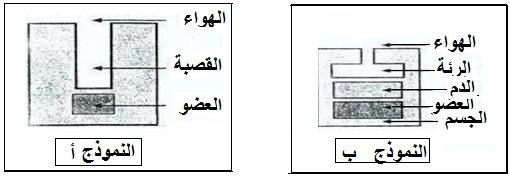 الهواء
القصبة
العضو
النموذج أ
الهواء
الرئة
الدم
العضو
الجسم
النموذج ب